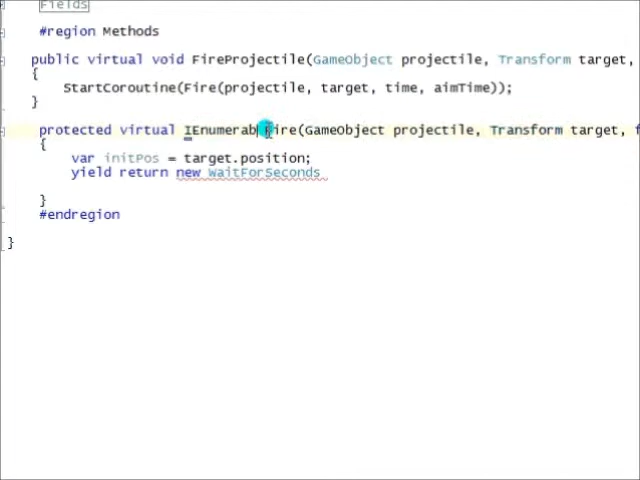 Fields
#region Methods
public virtual void FireProjectile(GameObject projectile, Transform target,
{
StartCoroutine(Fire(projectile, target, time, aimTime));
}
protected virtual IEnumerab Fire(GameObject projectile, Transform target, f
{
var initPos = target.position;
yield return new WaitForSeconds
}
#endregion
}